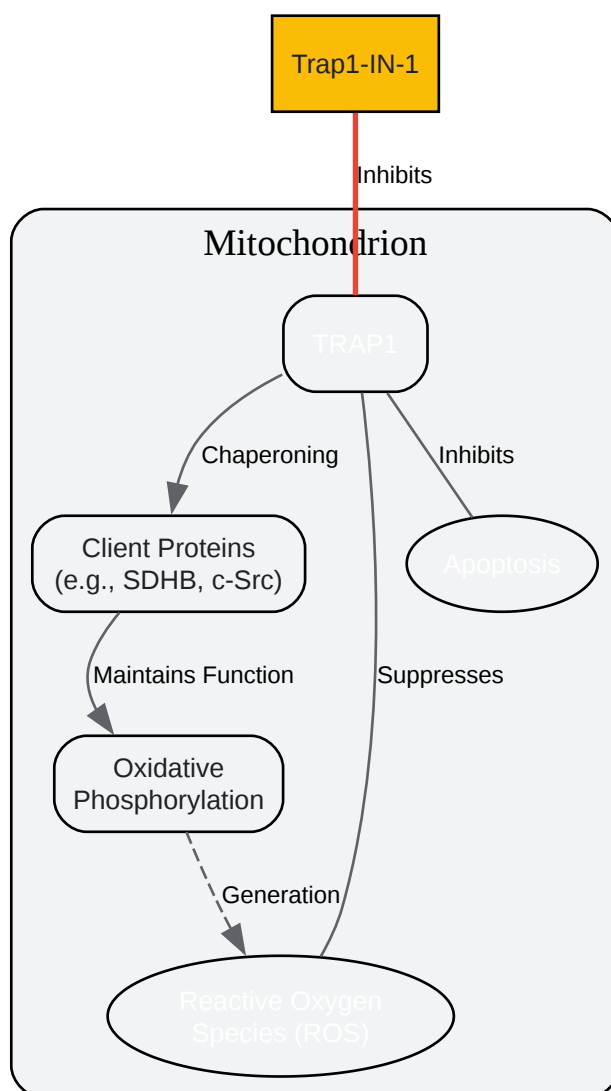 Trap1-IN-1
Inhibits
Mitochondrion
TRAP1
Chaperoning
Inhibits
Client Proteins
(e.g., SDHB, c-Src)
Apoptosis
Maintains Function
Suppresses
Oxidative
Phosphorylation
Generation
Reactive Oxygen
Species (ROS)